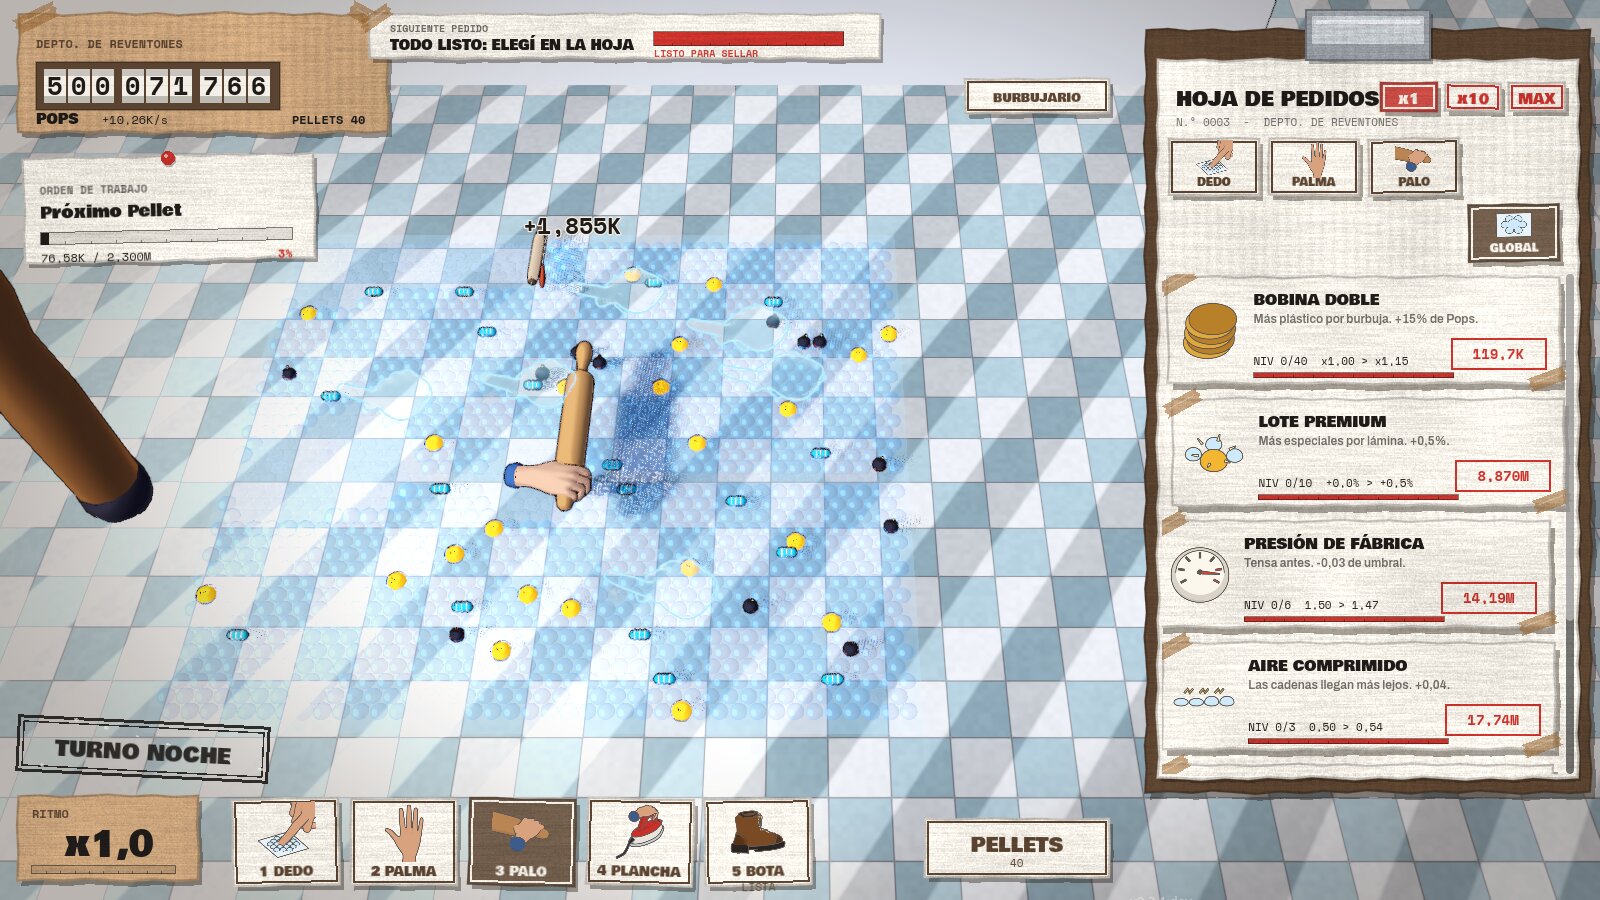 DEPTO. DE REVENTONES
500 071 766
POPS +10,26K/s PELLETS 40
SIGUIENTE PEDIDO
TODO LISTO: ELEGÍ EN LA HOJA
LISTO PARA SELLAR
BURBUJARIO
ORDEN DE TRABAJO
Próximo Pellet
76,58K / 2,300M 3%
+1,855K
HOJA DE PEDIDOS x1 x10 MAX
N.° 0003 - DEPTO. DE REVENTONES
DEDO PALMA PALO
GLOBAL
BOBINA DOBLE
Más plástico por burbuja. +15% de Pops.
NIV 0/40 x1,00 > x1,15 119,7K
LOTE PREMIUM
Más especiales por lámina. +0,5%.
NIV 0/10 +0,0% > +0,5% 8,870M
PRESIÓN DE FÁBRICA
Tensa antes. -0,03 de umbral.
NIV 0/6 1,50 > 1,47 14,19M
AIRE COMPRIMIDO
Las cadenas llegan más lejos. +0,04.
NIV 0/3 0,50 > 0,54 17,74M
TURNO NOCHE
RITMO
x1,0
1 DEDO 2 PALMA 3 PALO 4 PLANCHA 5 BOTA
LISTA
PELLETS
40